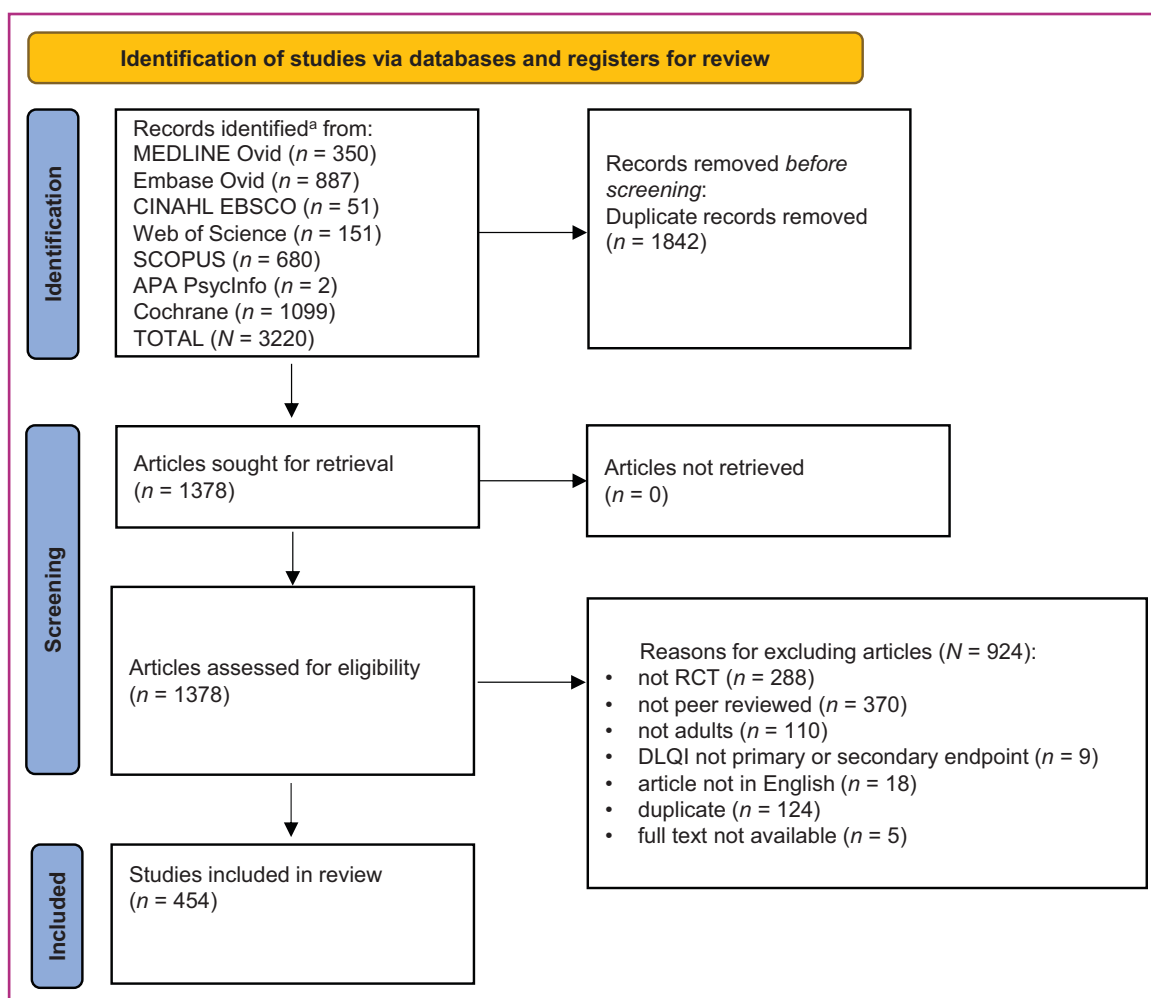 Identification of studies via databases and registers for review
Identification
Records identifiedᵃ from:
MEDLINE Ovid (n = 350)
Embase Ovid (n = 887)
CINAHL EBSCO (n = 51)
Web of Science (n = 151)
SCOPUS (n = 680)
APA PsycInfo (n = 2)
Cochrane (n = 1099)
TOTAL (N = 3220)
Records removed before
screening:
Duplicate records removed
(n = 1842)
Screening
Articles sought for retrieval
(n = 1378)
Articles not retrieved
(n = 0)
Articles assessed for eligibility
(n = 1378)
Reasons for excluding articles (N = 924):
• not RCT (n = 288)
• not peer reviewed (n = 370)
• not adults (n = 110)
• DLQI not primary or secondary endpoint (n = 9)
• article not in English (n = 18)
• duplicate (n = 124)
• full text not available (n = 5)
Included
Studies included in review
(n = 454)